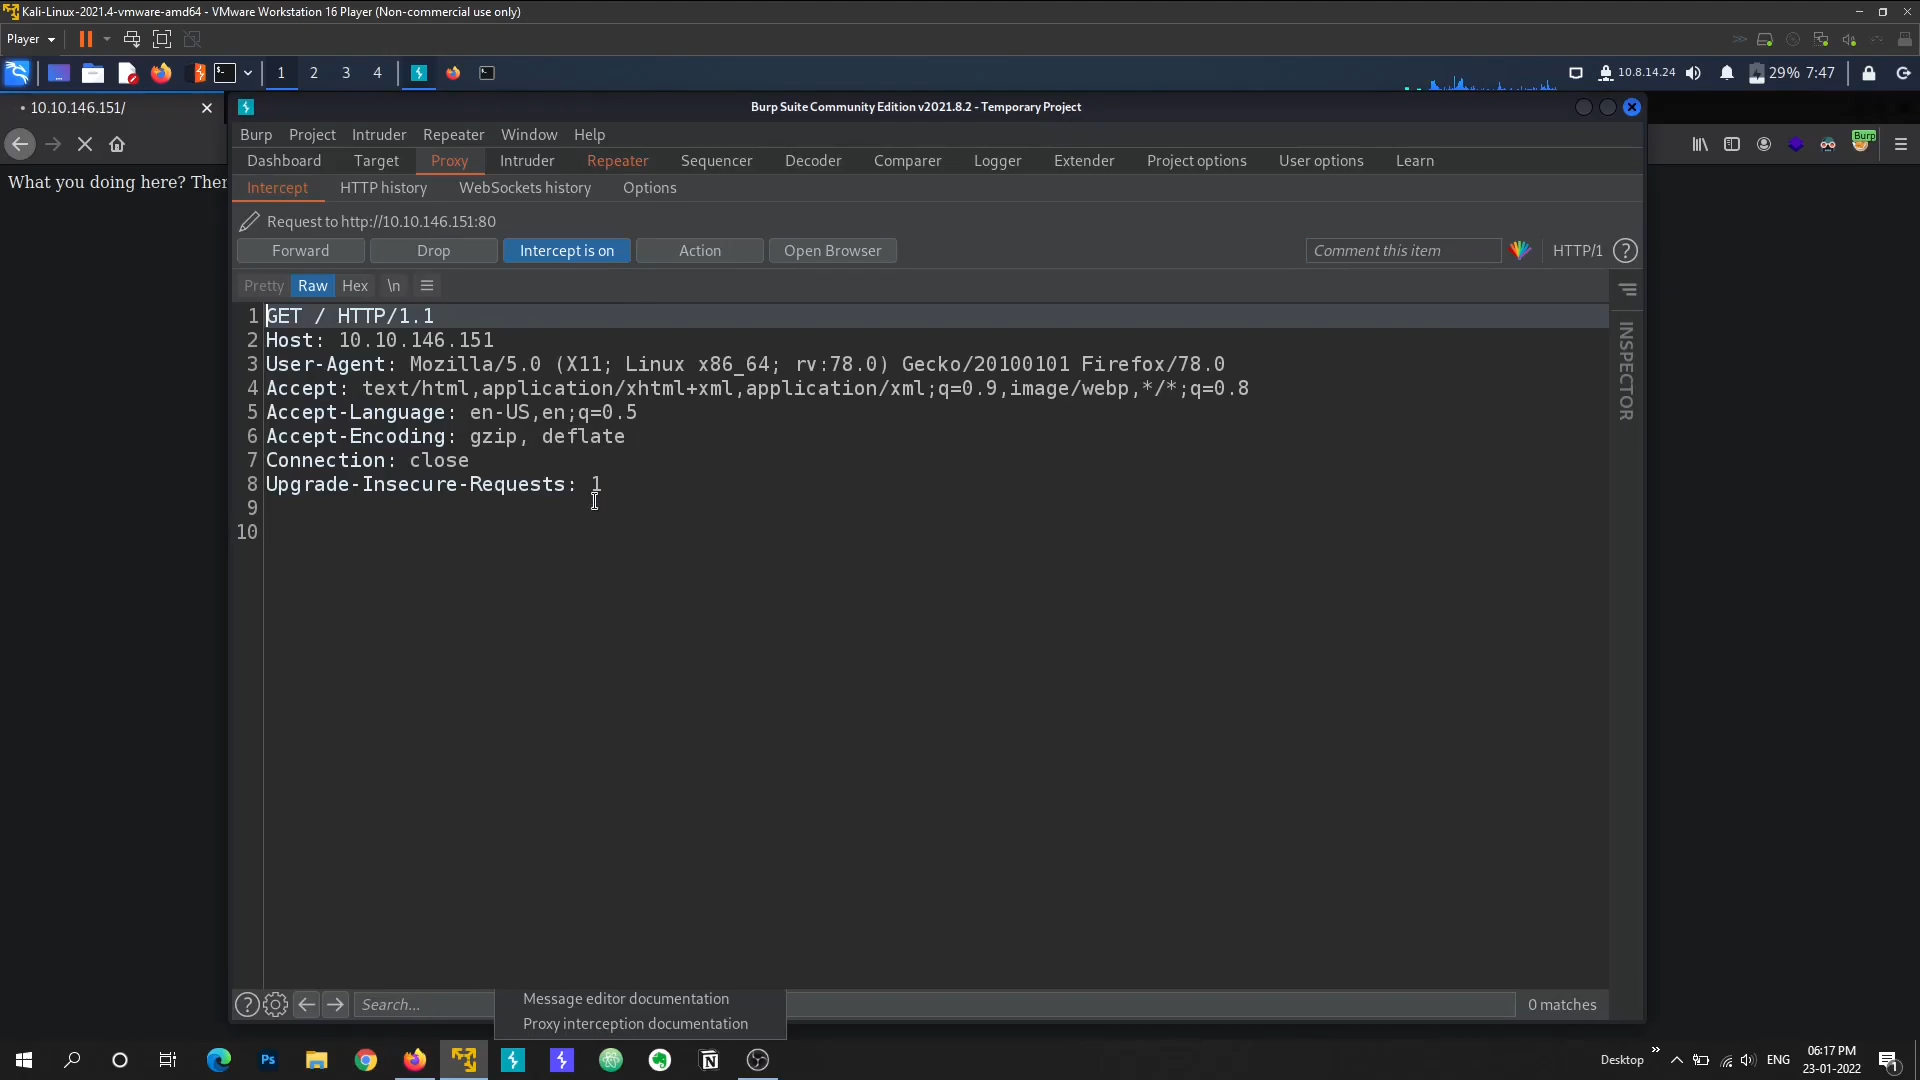 Kali-Linux-2021.4-vmware-amd64 - VMware Workstation 16 Player (Non-commercial use only)
Player
1 2 3 4
10.8.14.24
29% 7:47
10.10.146.151/
Burp Suite Community Edition v2021.8.2 - Temporary Project
Burp Project Intruder Repeater Window Help
Burp
Dashboard Target Proxy Intruder Repeater Sequencer Decoder Comparer Logger Extender Project options User options Learn
What you doing here?
Intercept HTTP history WebSockets history Options
Request to http://10.10.146.151:80
Forward Drop Intercept is on Action Open Browser Comment this item HTTP/1 ?
Pretty Raw Hex \n
1 GET / HTTP/1.1
2 Host: 10.10.146.151
3 User-Agent: Mozilla/5.0 (X11; Linux x86_64; rv:78.0) Gecko/20100101 Firefox/78.0
4 Accept: text/html,application/xhtml+xml,application/xml;q=0.9,image/webp,*/*;q=0.8
5 Accept-Language: en-US,en;q=0.5
6 Accept-Encoding: gzip, deflate
7 Connection: close
8 Upgrade-Insecure-Requests: 1
9
10
INSPECTOR
? Search... 0 matches
Message editor documentation
Proxy interception documentation
Ps
N
Desktop
ENG
06:17 PM
23-01-2022
1